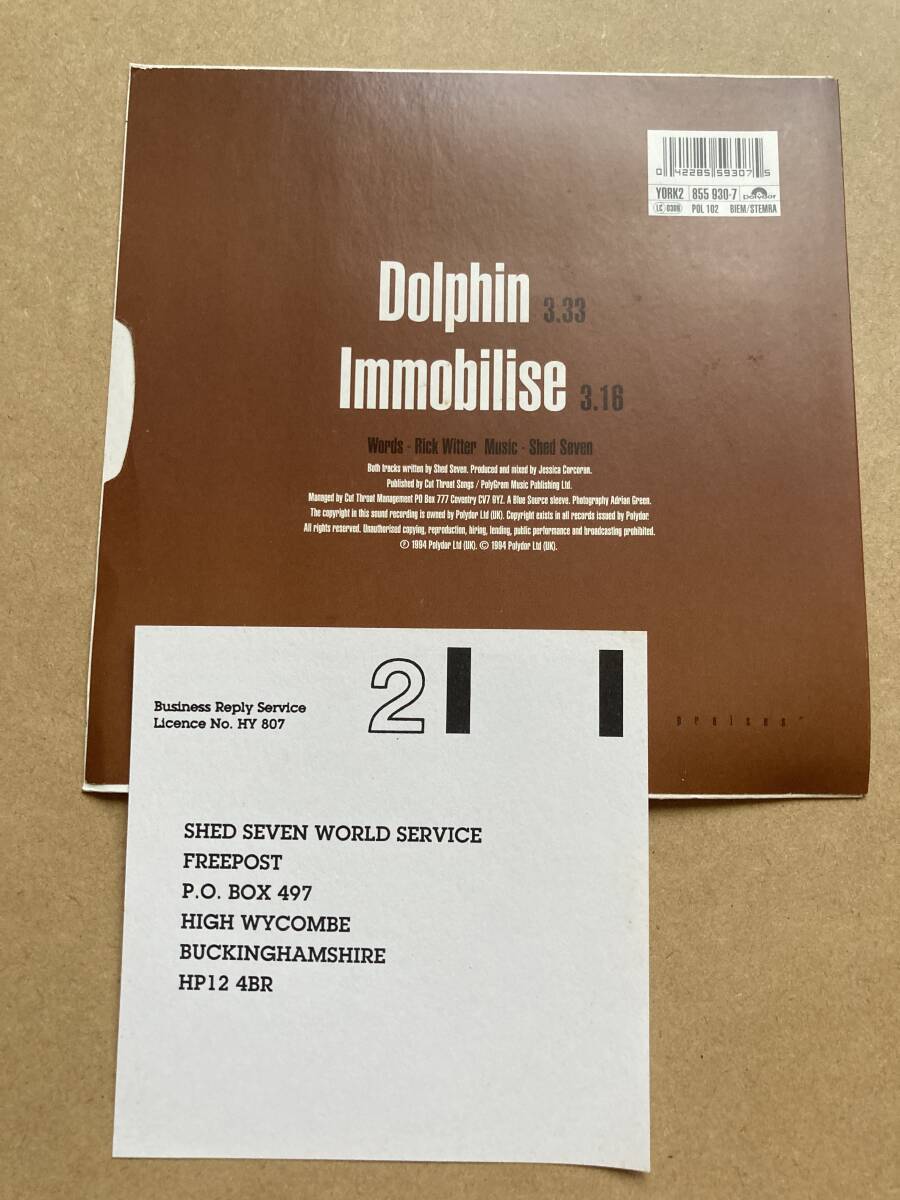 0 42285 59307 5
YORK2 855 930-7 polydor
LC 0309 POL 102 BIEM/STEMRA
Dolphin 3.33
Immobilise 3.16
Words - Rick Witter Music - Shed Seven
Both tracks written by Shed Seven. Produced and mixed by Jessica Corcoran.
Published by Cut Throat Songs / PolyGram Music Publishing Ltd.
Managed by Cut Throat Management PO Box 777 Coventry CV7 9YZ. A Blue Source sleeve. Photography Adrian Green.
The copyright in this sound recording is owned by Polydor Ltd (UK). Copyright exists in all records issued by Polydor.
All rights reserved. Unauthorised copying, reproduction, hiring, lending, public performance and broadcasting prohibited.
Ⓟ 1994 Polydor Ltd (UK). © 1994 Polydor Ltd (UK).
praises"
2
Business Reply Service
Licence No. HY 807
SHED SEVEN WORLD SERVICE
FREEPOST
P.O. BOX 497
HIGH WYCOMBE
BUCKINGHAMSHIRE
HP12 4BR